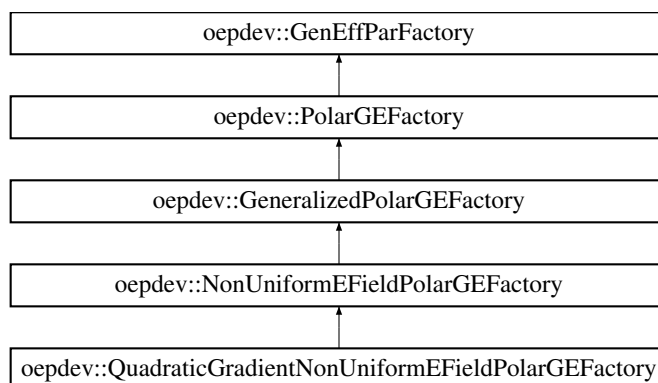 oepdev::GenEffParFactory
oepdev::PolarGEFactory
oepdev::GeneralizedPolarGEFactory
oepdev::NonUniformEFieldPolarGEFactory
oepdev::QuadraticGradientNonUniformEFieldPolarGEFactory